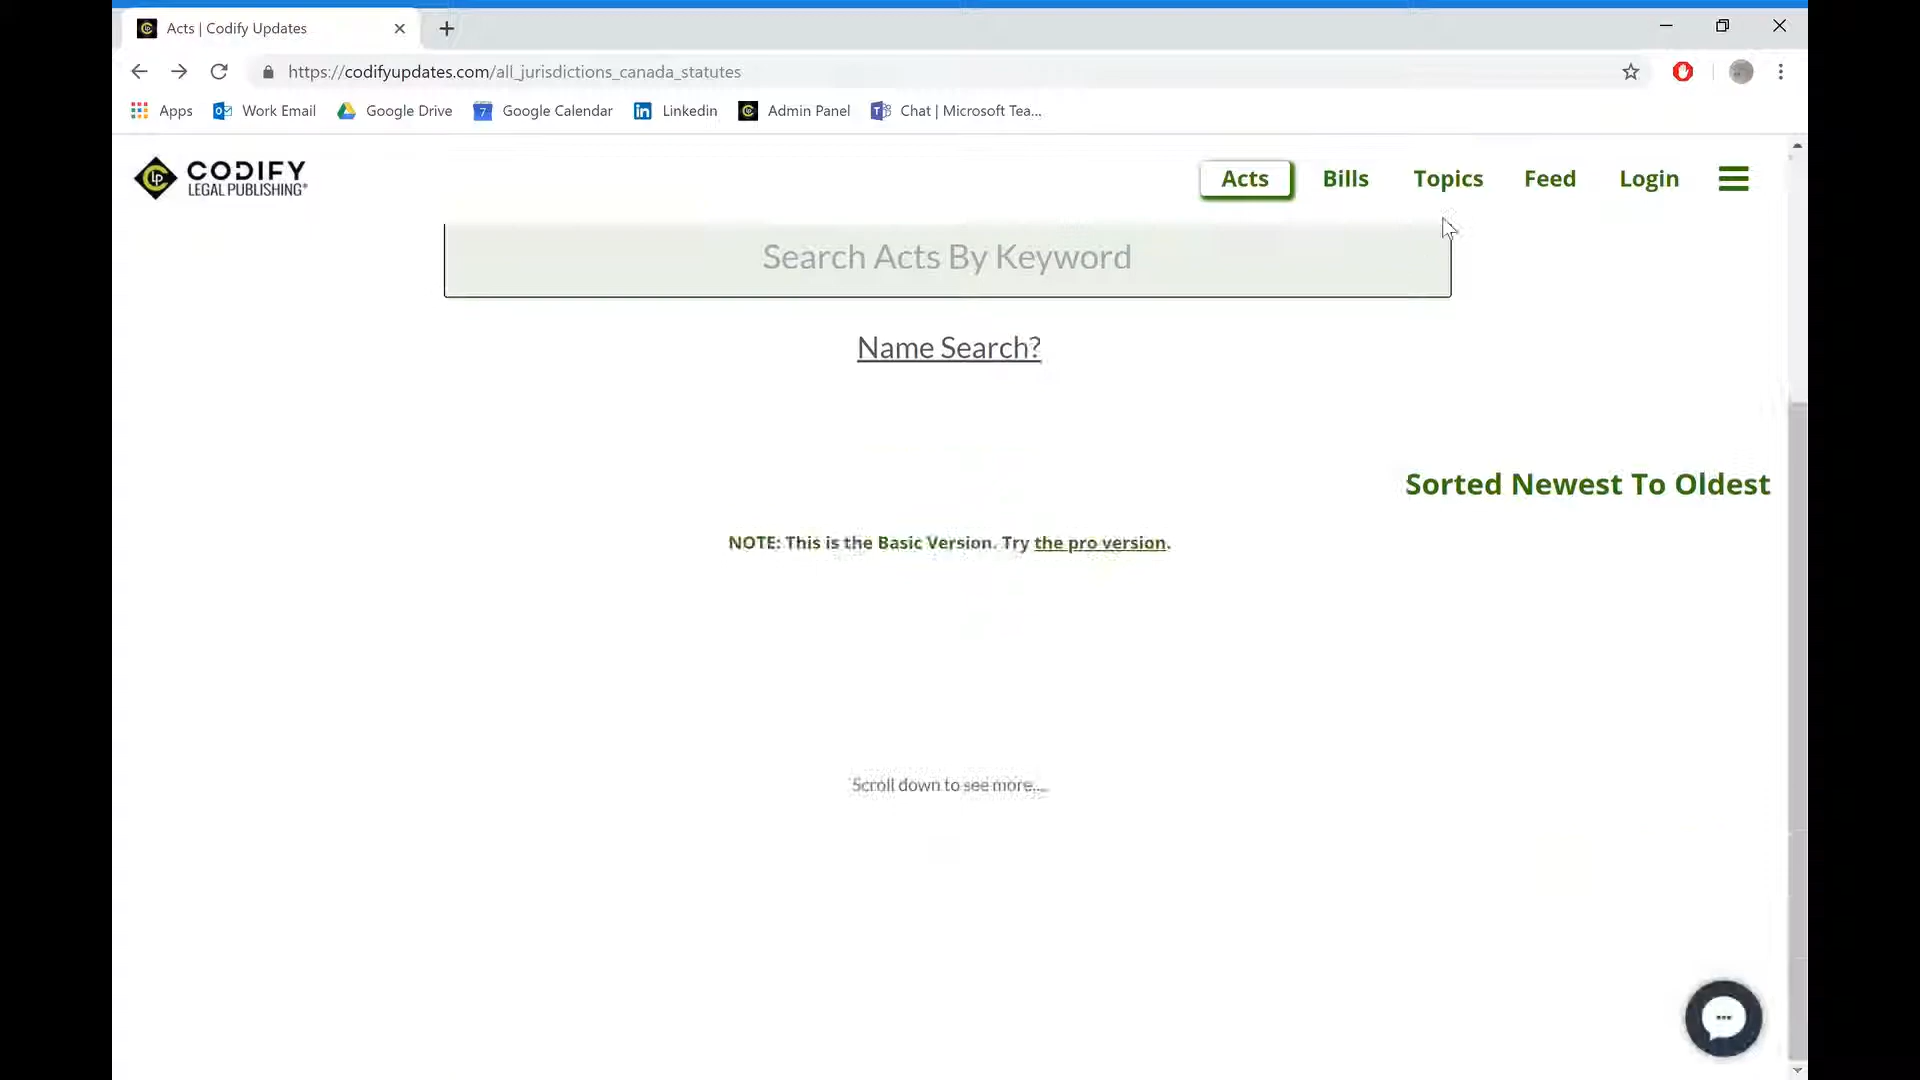 Acts | Codify Updates
https://codifyupdates.com/all_jurisdictions_canada_statutes
Apps Work Email Google Drive 7 Google Calendar Linkedin Admin Panel Chat | Microsoft Tea...
CODIFY
LEGAL PUBLISHING®
Acts Bills Topics Feed Login
Search Acts By Keyword
Name Search?
Sorted Newest To Oldest
NOTE: This is the Basic Version. Try the pro version.
Scroll down to see more...